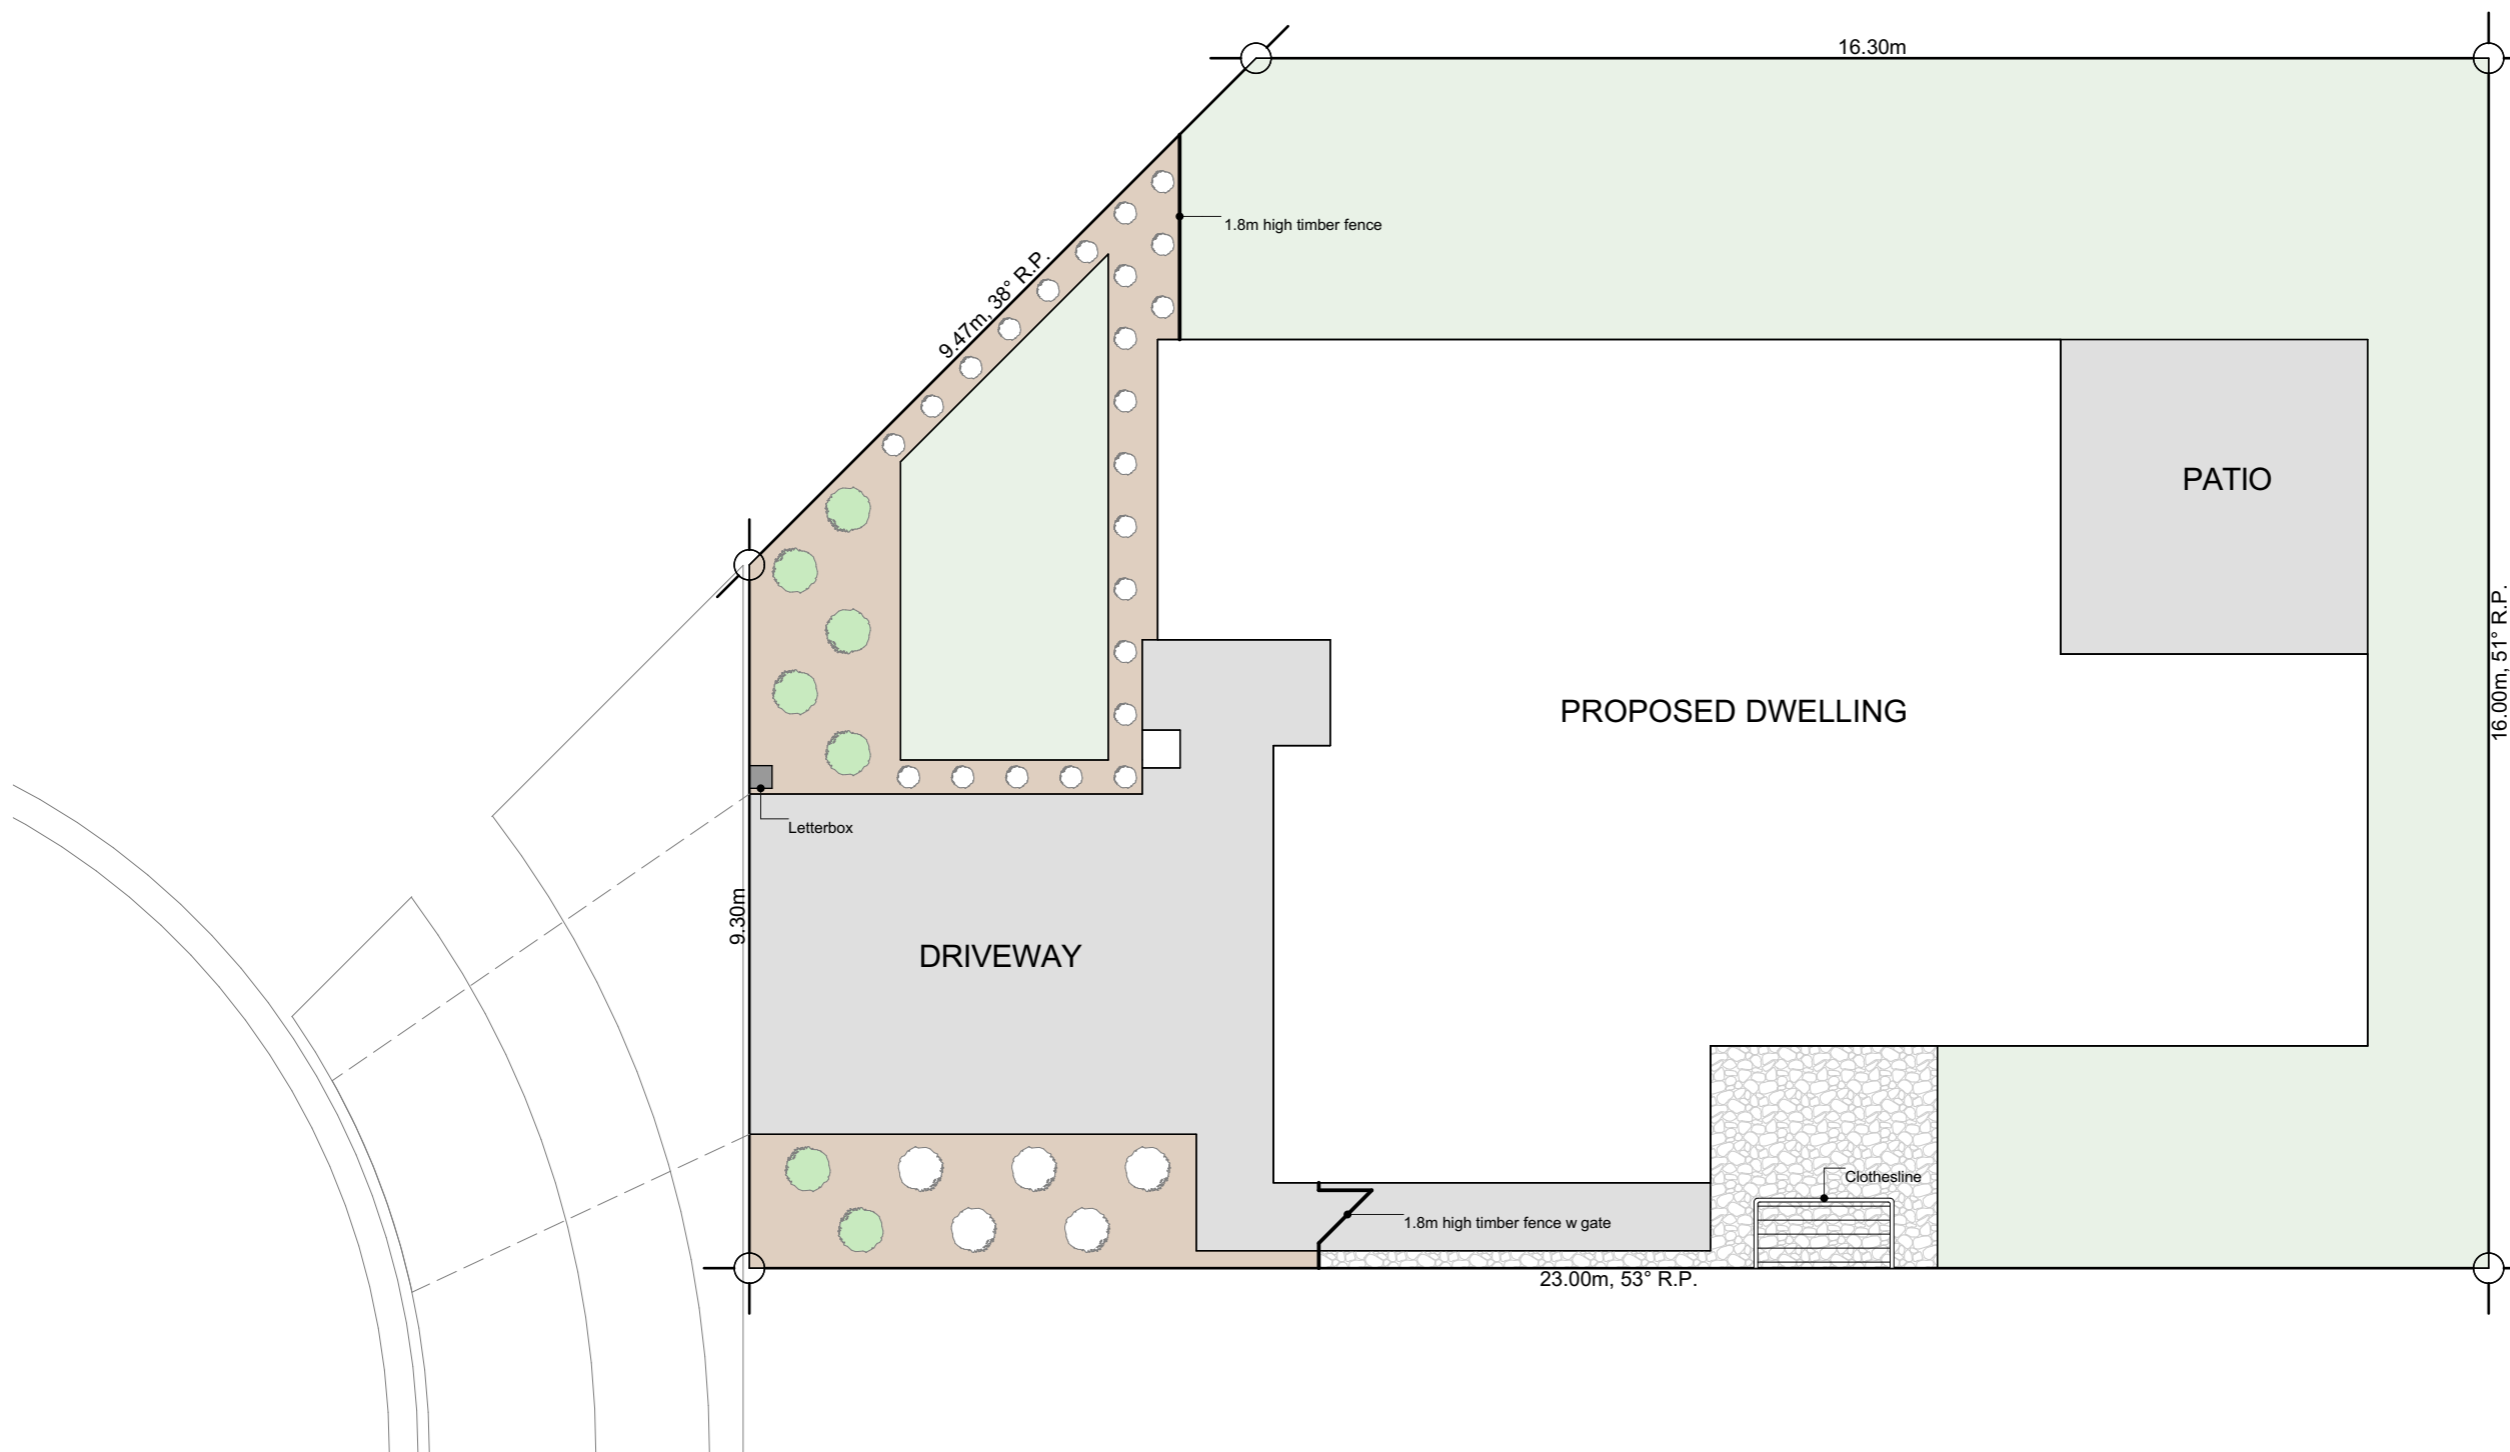 16.30m
1.8m high timber fence
9.47m, 38° R.P.
PATIO
16.00m, 51° R.P.
PROPOSED DWELLING
Letterbox
9.30m
DRIVEWAY
Clothesline
1.8m high timber fence w gate
23.00m, 53° R.P.